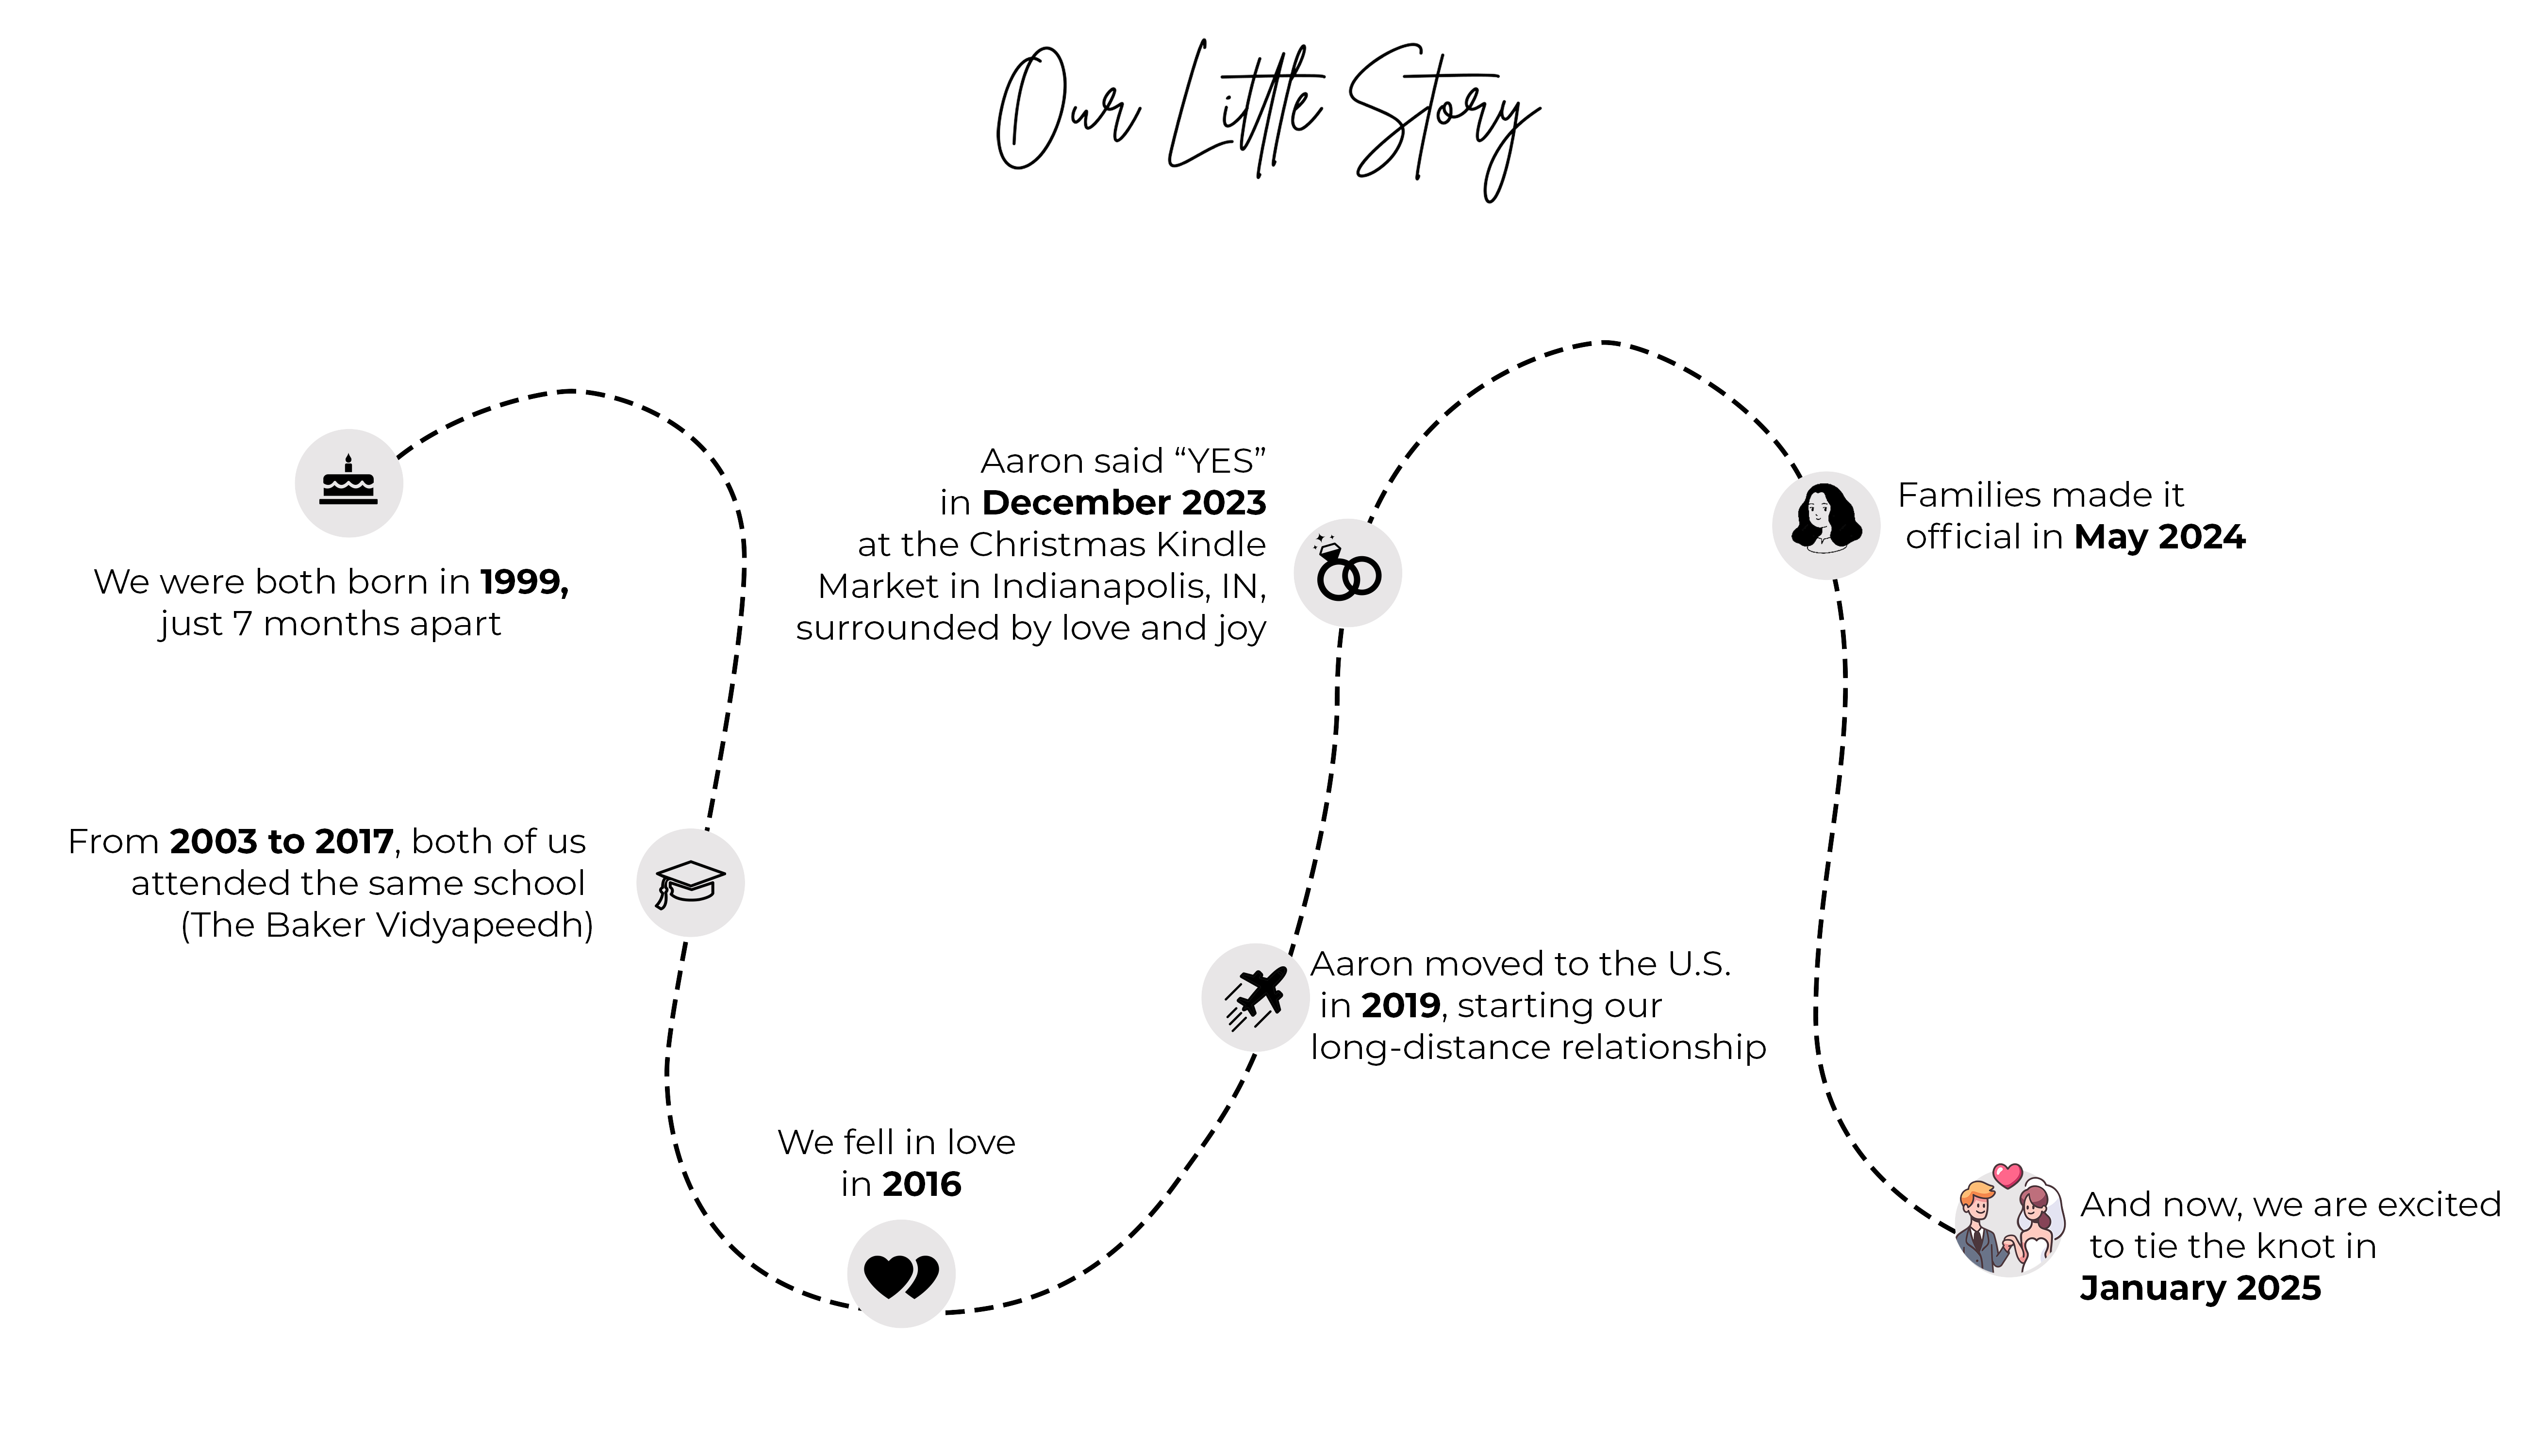 Our Little Story
We were both born in 1999,
just 7 months apart
From 2003 to 2017, both of us
attended the same school
(The Baker Vidyapeedh)
We fell in love
in 2016
Aaron moved to the U.S.
in 2019, starting our
long-distance relationship
Aaron said “YES”
in December 2023
at the Christmas Kindle
Market in Indianapolis, IN,
surrounded by love and joy
Families made it
official in May 2024
And now, we are excited
to tie the knot in
January 2025